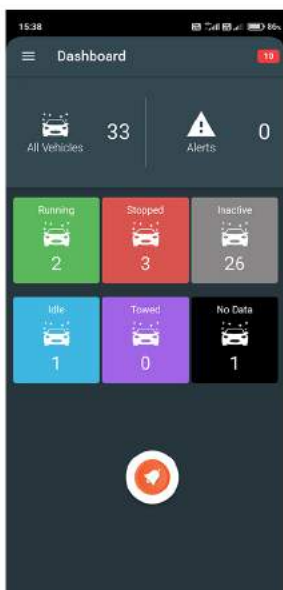 15:38
86%
Dashboard
10
All Vehicles
33
Alerts
0
Running
Stopped
Inactive
2
3
26
Idle
Towed
No Data
1
0
1